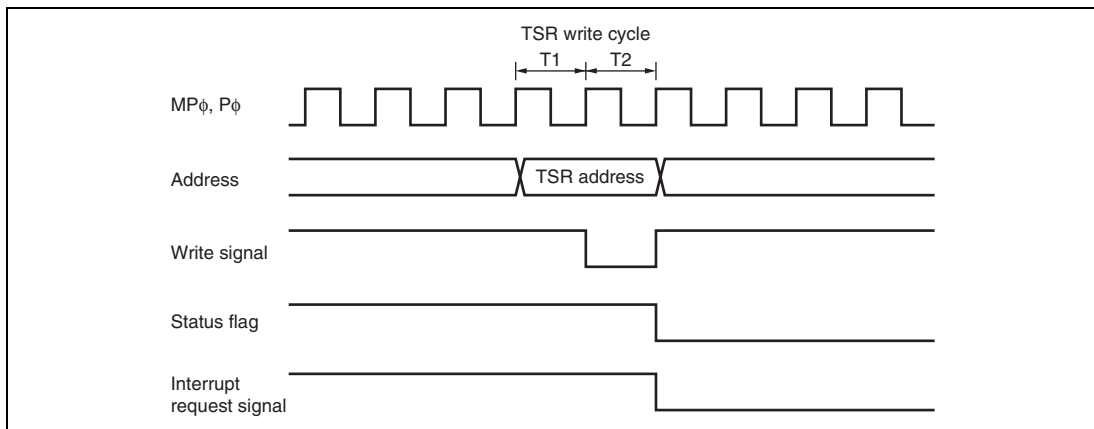 TSR write cycle
T1 T2
MPϕ, Pϕ
Address
TSR address
Write signal
Status flag
Interrupt
request signal